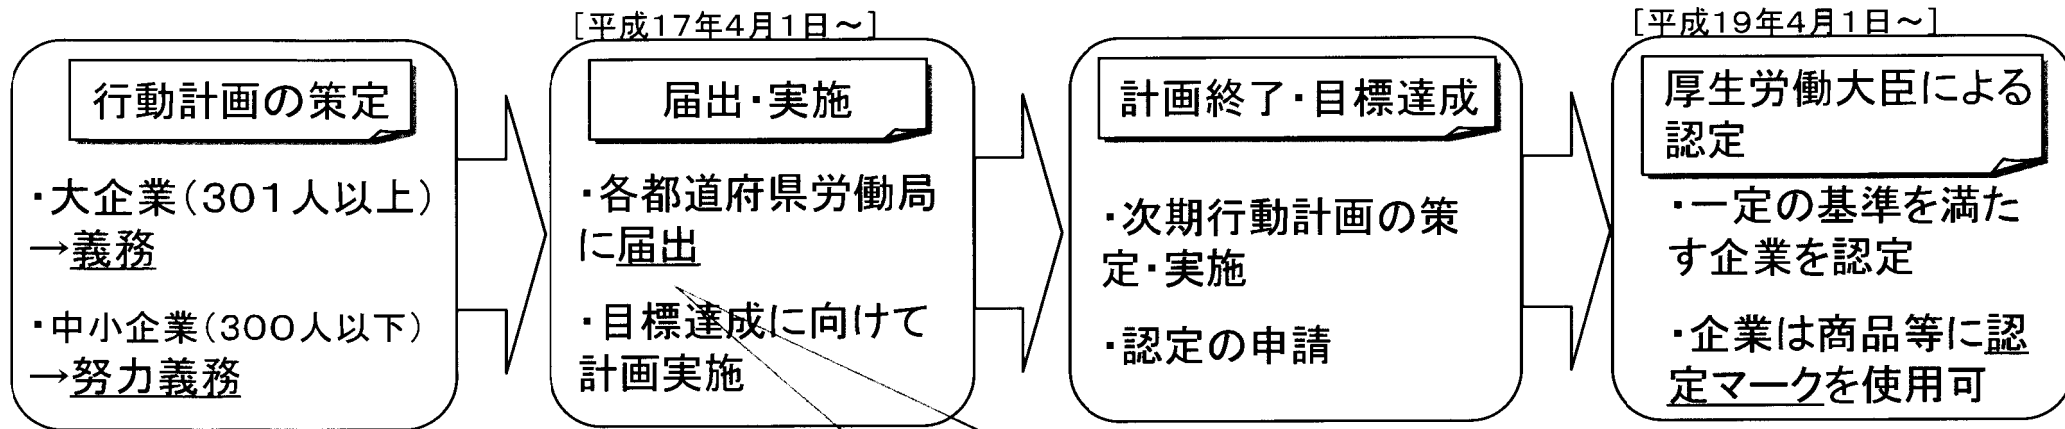 行動計画の策定
・大企業(301人以上)
→義務
・中小企業(300人以下)
→努力義務
[平成17年4月1日～]
届出・実施
・各都道府県労働局
に届出
・目標達成に向けて
計画実施
計画終了・目標達成
・次期行動計画の策
定・実施
・認定の申請
[平成19年4月1日～]
厚生労働大臣による
認定
・一定の基準を満た
す企業を認定
・企業は商品等に認
定マークを使用可